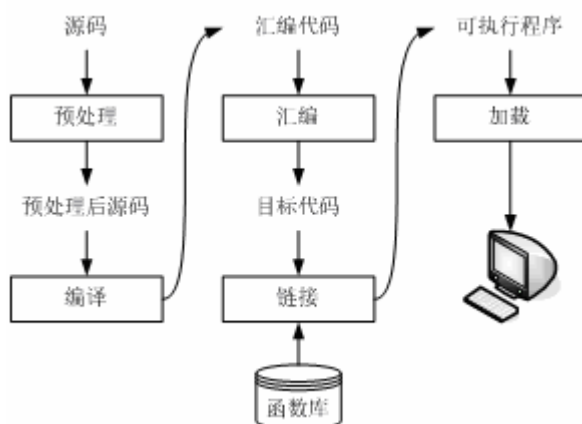 源码
预处理
预处理后源码
编译
汇编代码
汇编
目标代码
链接
函数库
可执行程序
加载